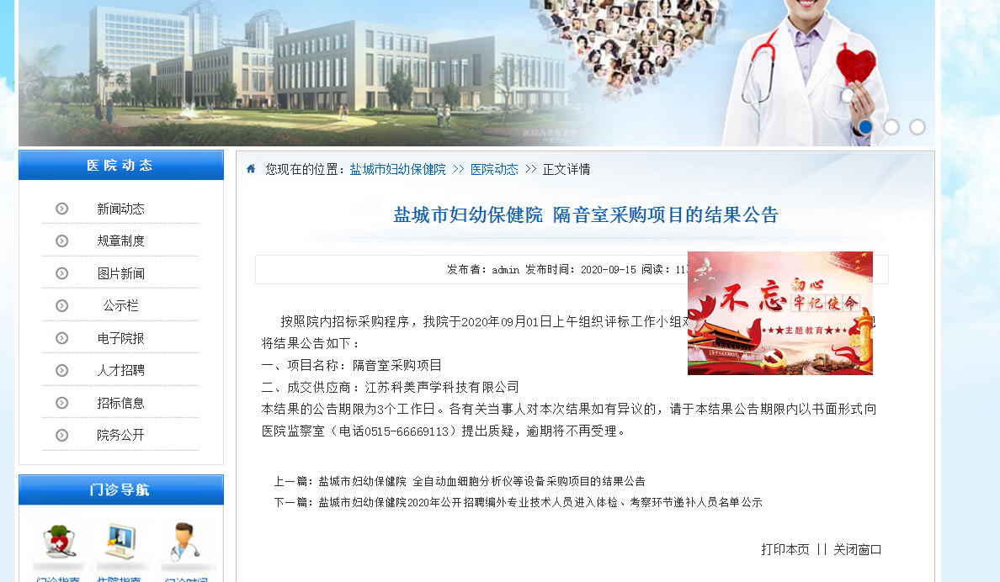 医院动态
新闻动态
规章制度
图片新闻
公示栏
电子院报
人才招聘
招标信息
院务公开
门诊导航
您现在的位置：盐城市妇幼保健院 >> 医院动态 >> 正文详情
盐城市妇幼保健院 隔音室采购项目的结果公告
发布者：admin 发布时间：2020-09-15 阅读：11
不忘初心
牢记使命
★★★主题教育★★★
按照院内招标采购程序，我院于2020年09月01日上午组织评标工作小组
将结果公告如下：
一、项目名称：隔音室采购项目
二、成交供应商：江苏科美声学科技有限公司
本结果的公告期限为3个工作日。各有关当事人对本次结果如有异议的，请于本结果公告期限内以书面形式向
医院监察室（电话0515-66669113）提出质疑，逾期将不再受理。
上一篇：盐城市妇幼保健院 全自动血细胞分析仪等设备采购项目的结果公告
下一篇：盐城市妇幼保健院2020年公开招聘编外专业技术人员进入体检、考察环节递补人员名单公示
打印本页 || 关闭窗口
门诊指南 住院指南 门诊时间